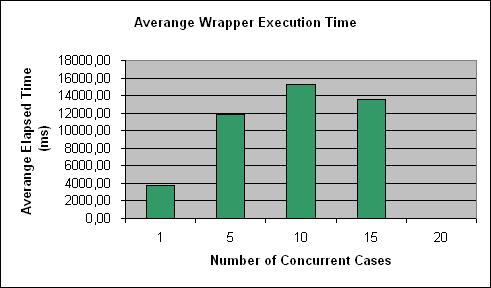 Averange Wrapper Execution Time
Averange Elapsed Time
(ms)
18000,00
16000,00
14000,00
12000,00
10000,00
8000,00
6000,00
4000,00
2000,00
0,00
1 5 10 15 20
Number of Concurrent Cases